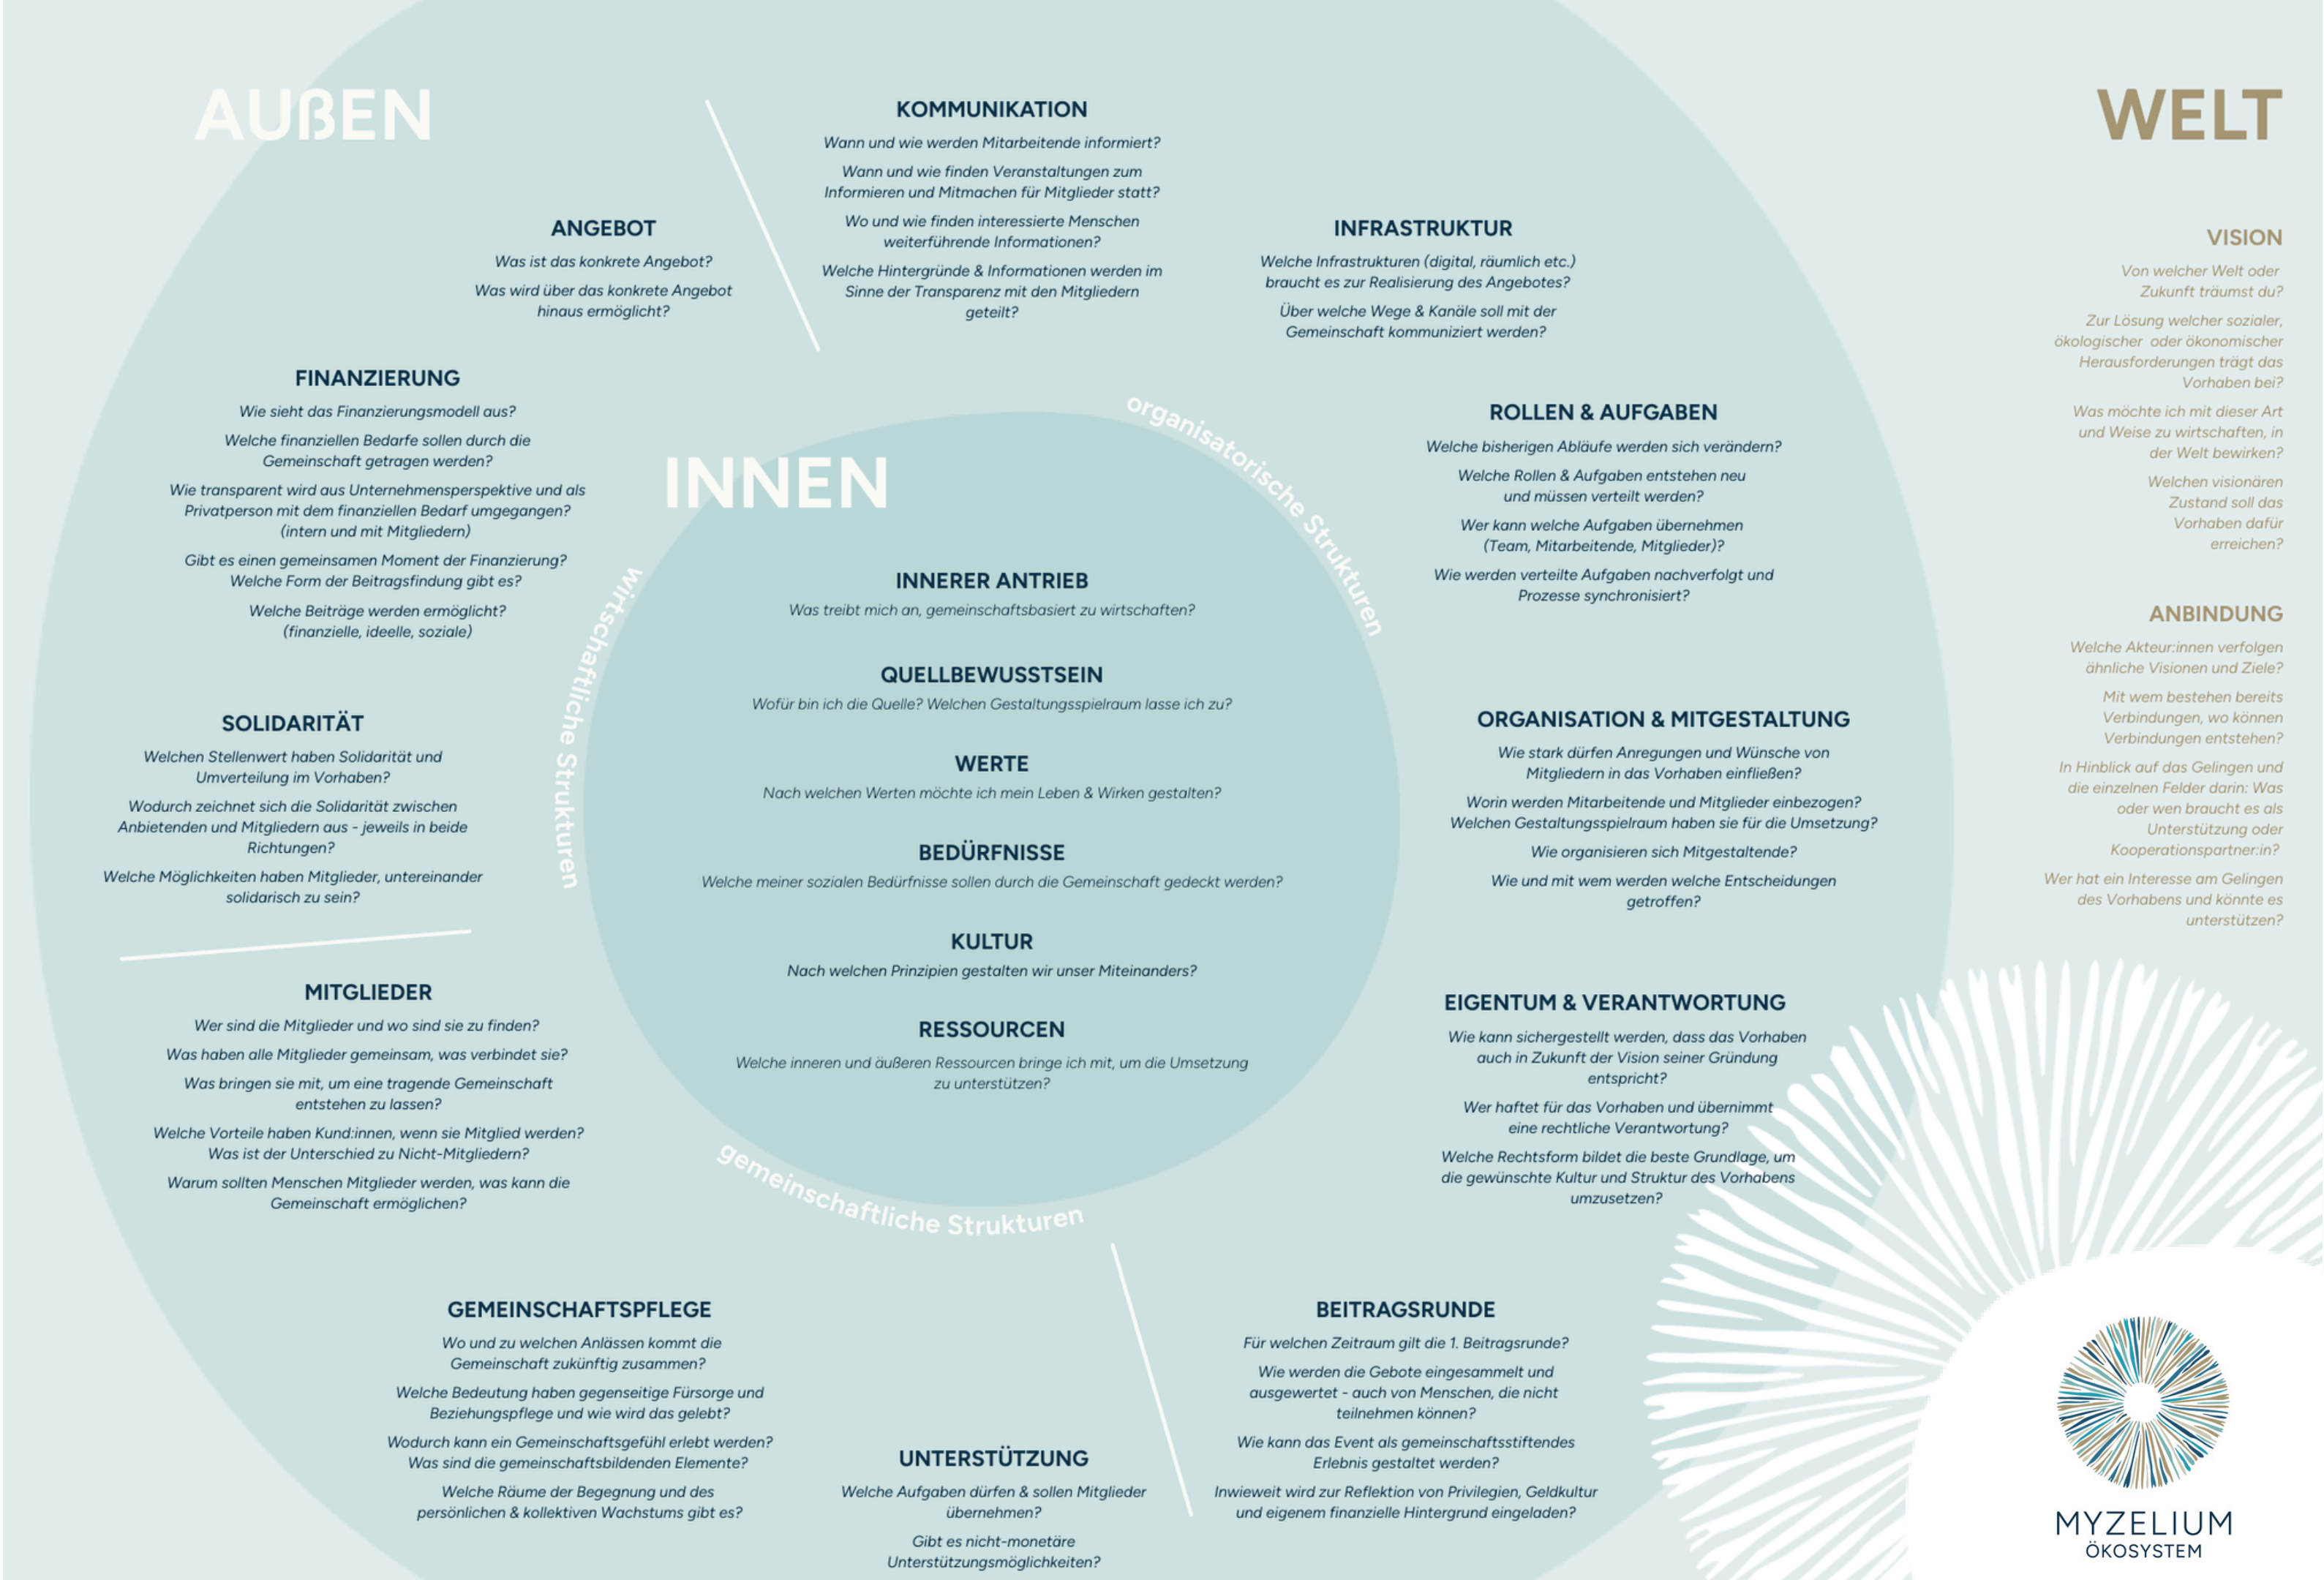 AUßEN
ANGEBOT
Was ist das konkrete Angebot?
Was wird über das konkrete Angebot
hinaus ermöglicht?
FINANZIERUNG
Wie sieht das Finanzierungsmodell aus?
Welche finanziellen Bedarfe sollen durch die
Gemeinschaft getragen werden?
Wie transparent wird aus Unternehmensperspektive und als
Privatperson mit dem finanziellen Bedarf umgegangen?
(intern und mit Mitgliedern)
Gibt es einen gemeinsamen Moment der Finanzierung?
Welche Form der Beitragsfindung gibt es?
Welche Beiträge werden ermöglicht?
(finanzielle, ideelle, soziale)
SOLIDARITÄT
Welchen Stellenwert haben Solidarität und
Umverteilung im Vorhaben?
Wodurch zeichnet sich die Solidarität zwischen
Anbietenden und Mitgliedern aus - jeweils in beide
Richtungen?
Welche Möglichkeiten haben Mitglieder, untereinander
solidarisch zu sein?
wirtschaftliche Strukturen
MITGLIEDER
Wer sind die Mitglieder und wo sind sie zu finden?
Was haben alle Mitglieder gemeinsam, was verbindet sie?
Was bringen sie mit, um eine tragende Gemeinschaft
entstehen zu lassen?
Welche Vorteile haben Kund:innen, wenn sie Mitglied werden?
Was ist der Unterschied zu Nicht-Mitgliedern?
Warum sollten Menschen Mitglieder werden, was kann die
Gemeinschaft ermöglichen?
GEMEINSCHAFTSPFLEGE
Wo und zu welchen Anlässen kommt die
Gemeinschaft zukünftig zusammen?
Welche Bedeutung haben gegenseitige Fürsorge und
Beziehungspflege und wie wird das gelebt?
Wodurch kann ein Gemeinschaftsgefühl erlebt werden?
Was sind die gemeinschaftsbildenden Elemente?
Welche Räume der Begegnung und des
persönlichen & kollektiven Wachstums gibt es?
UNTERSTÜTZUNG
Welche Aufgaben dürfen & sollen Mitglieder
übernehmen?
Gibt es nicht-monetäre
Unterstützungsmöglichkeiten?
gemeinschaftliche Strukturen
KOMMUNIKATION
Wann und wie werden Mitarbeitende informiert?
Wann und wie finden Veranstaltungen zum
Informieren und Mitmachen für Mitglieder statt?
Wo und wie finden interessierte Menschen
weiterführende Informationen?
Welche Hintergründe & Informationen werden im
Sinne der Transparenz mit den Mitgliedern
geteilt?
INFRASTRUKTUR
Welche Infrastrukturen (digital, räumlich etc.)
braucht es zur Realisierung des Angebotes?
Über welche Wege & Kanäle soll mit der
Gemeinschaft kommuniziert werden?
organisatorische Strukturen
ROLLEN & AUFGABEN
Welche bisherigen Abläufe werden sich verändern?
Welche Rollen & Aufgaben entstehen neu
und müssen verteilt werden?
Wer kann welche Aufgaben übernehmen
(Team, Mitarbeitende, Mitglieder)?
Wie werden verteilte Aufgaben nachverfolgt und
Prozesse synchronisiert?
ORGANISATION & MITGESTALTUNG
Wie stark dürfen Anregungen und Wünsche von
Mitgliedern in das Vorhaben einfließen?
Worin werden Mitarbeitende und Mitglieder einbezogen?
Welchen Gestaltungsspielraum haben sie für die Umsetzung?
Wie organisieren sich Mitgestaltende?
Wie und mit wem werden welche Entscheidungen
getroffen?
EIGENTUM & VERANTWORTUNG
Wie kann sichergestellt werden, dass das Vorhaben
auch in Zukunft der Vision seiner Gründung
entspricht?
Wer haftet für das Vorhaben und übernimmt
eine rechtliche Verantwortung?
Welche Rechtsform bildet die beste Grundlage, um
die gewünschte Kultur und Struktur des Vorhabens
umzusetzen?
BEITRAGSRUNDE
Für welchen Zeitraum gilt die 1. Beitragsrunde?
Wie werden die Gebote eingesammelt und
ausgewertet - auch von Menschen, die nicht
teilnehmen können?
Wie kann das Event als gemeinschaftsstiftendes
Erlebnis gestaltet werden?
Inwieweit wird zur Reflektion von Privilegien, Geldkultur
und eigenem finanzielle Hintergrund eingeladen?
INNEN
INNERER ANTRIEB
Was treibt mich an, gemeinschaftsbasiert zu wirtschaften?
QUELLBEWUSSTSEIN
Wofür bin ich die Quelle? Welchen Gestaltungsspielraum lasse ich zu?
WERTE
Nach welchen Werten möchte ich mein Leben & Wirken gestalten?
BEDÜRFNISSE
Welche meiner sozialen Bedürfnisse sollen durch die Gemeinschaft gedeckt werden?
KULTUR
Nach welchen Prinzipien gestalten wir unser Miteinanders?
RESSOURCEN
Welche inneren und äußeren Ressourcen bringe ich mit, um die Umsetzung
zu unterstützen?
WELT
VISION
Von welcher Welt oder
Zukunft träumst du?
Zur Lösung welcher sozialer,
ökologischer oder ökonomischer
Herausforderungen trägt das
Vorhaben bei?
Was möchte ich mit dieser Art
und Weise zu wirtschaften, in
der Welt bewirken?
Welchen visionären
Zustand soll das
Vorhaben dafür
erreichen?
ANBINDUNG
Welche Akteur:innen verfolgen
ähnliche Visionen und Ziele?
Mit wem bestehen bereits
Verbindungen, wo können
Verbindungen entstehen?
In Hinblick auf das Gelingen und
die einzelnen Felder darin: Was
oder wen braucht es als
Unterstützung oder
Kooperationspartner:in?
Wer hat ein Interesse am Gelingen
des Vorhabens und könnte es
unterstützen?
MYZELIUM
ÖKOSYSTEM